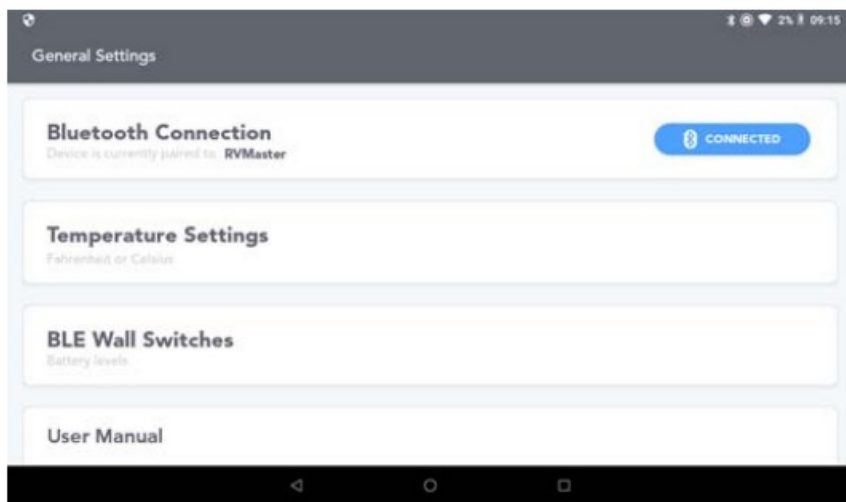 2% 09:15
General Settings
Bluetooth Connection
Device is currently paired to: RVMaster
CONNECTED
Temperature Settings
Fahrenheit or Celsius
BLE Wall Switches
Battery levels
User Manual